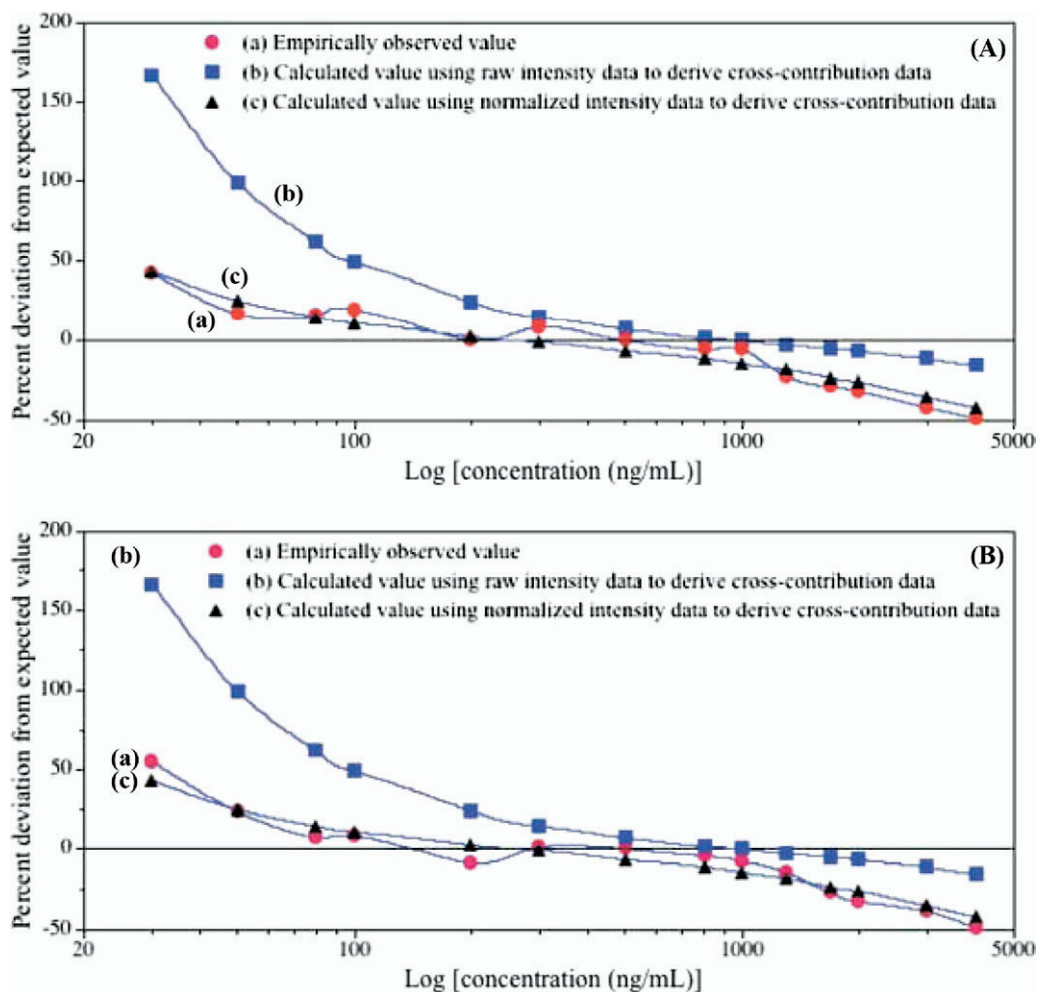 200
150
100
50
0
-50
Percent deviation from expected value
(A)
(a) Empirically observed value
(b) Calculated value using raw intensity data to derive cross-contribution data
(c) Calculated value using normalized intensity data to derive cross-contribution data
(b)
(c)
(a)
20 100 1000 5000
Log [concentration (ng/mL)]
200
150
100
50
0
-50
Percent deviation from expected value
(B)
(a) Empirically observed value
(b) Calculated value using raw intensity data to derive cross-contribution data
(c) Calculated value using normalized intensity data to derive cross-contribution data
(b)
(a)
(c)
20 100 1000 5000
Log [concentration (ng/mL)]